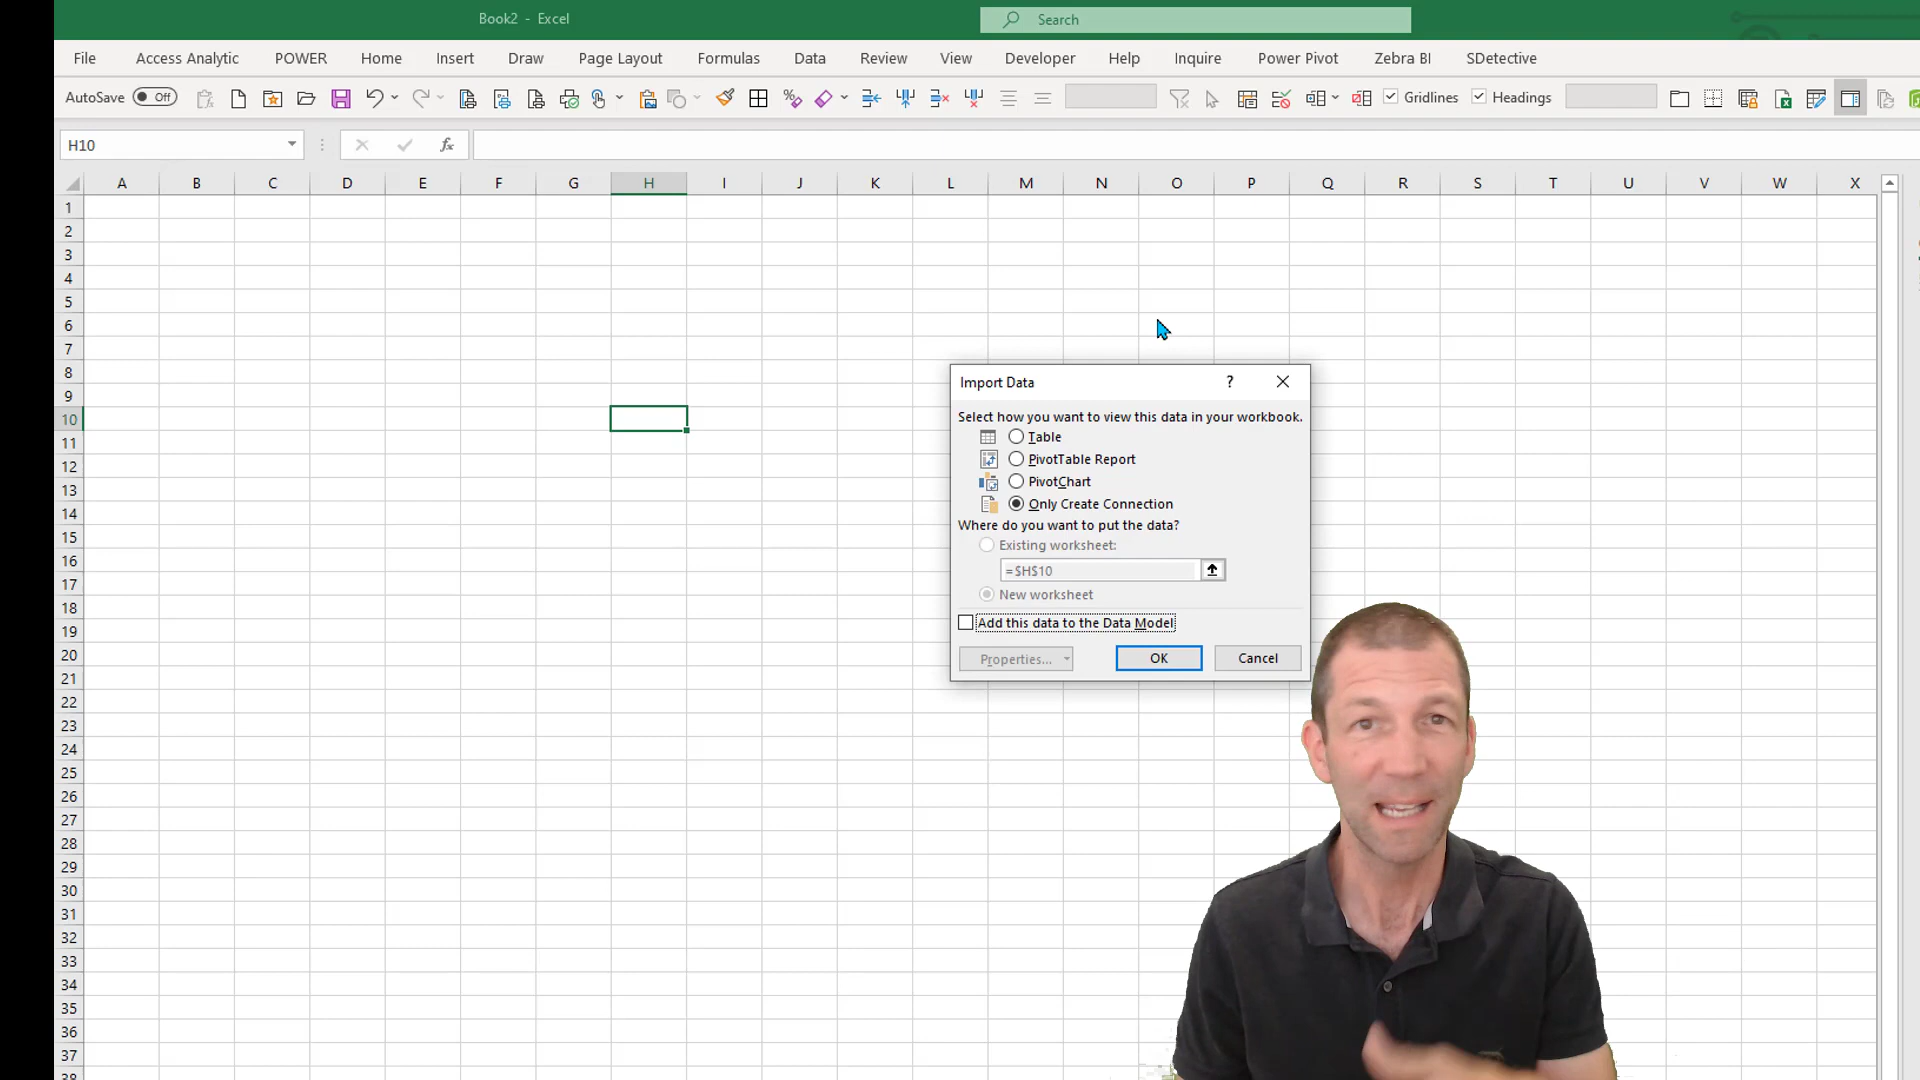 Book2 - Excel
Search
File Access Analytic POWER Home Insert Draw Page Layout Formulas Data Review View Developer Help Inquire Power Pivot Zebra BI SDetective
AutoSave Off Gridlines Headings
H10 fx
A B C D E F G H I J K L M N O P Q R S T U V W X
1
2
3
4
5
6
7
8
9
10
11
12
13
14
15
16
17
18
19
20
21
22
23
24
25
26
27
28
29
30
31
32
33
34
35
36
37
38
Import Data ?
Select how you want to view this data in your workbook.
Table
PivotTable Report
PivotChart
Only Create Connection
Where do you want to put the data?
Existing worksheet:
=$H$10
New worksheet
Add this data to the Data Model
Properties... OK Cancel